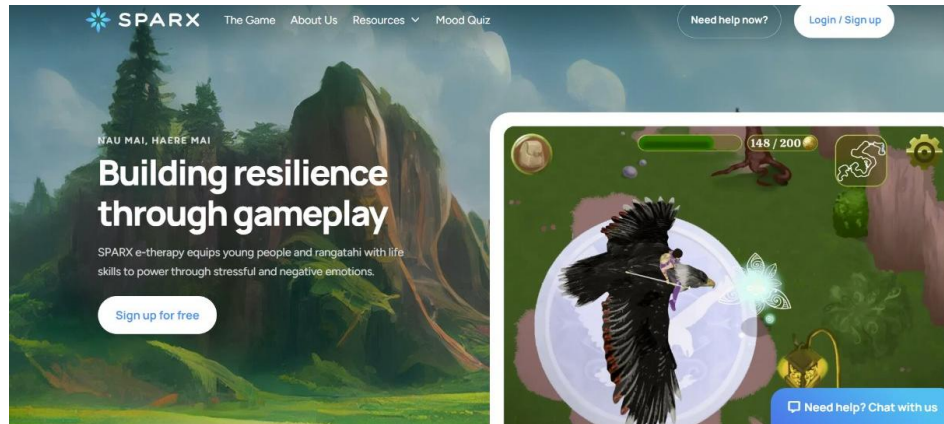 SPARX The Game About Us Resources Mood Quiz Need help now? Login / Sign up
NAU MAI, HAERE MAI
Building resilience
through gameplay
SPARX e-therapy equips young people and rangatahi with life
skills to power through stressful and negative emotions.
Sign up for free
148 / 200
Need help? Chat with us